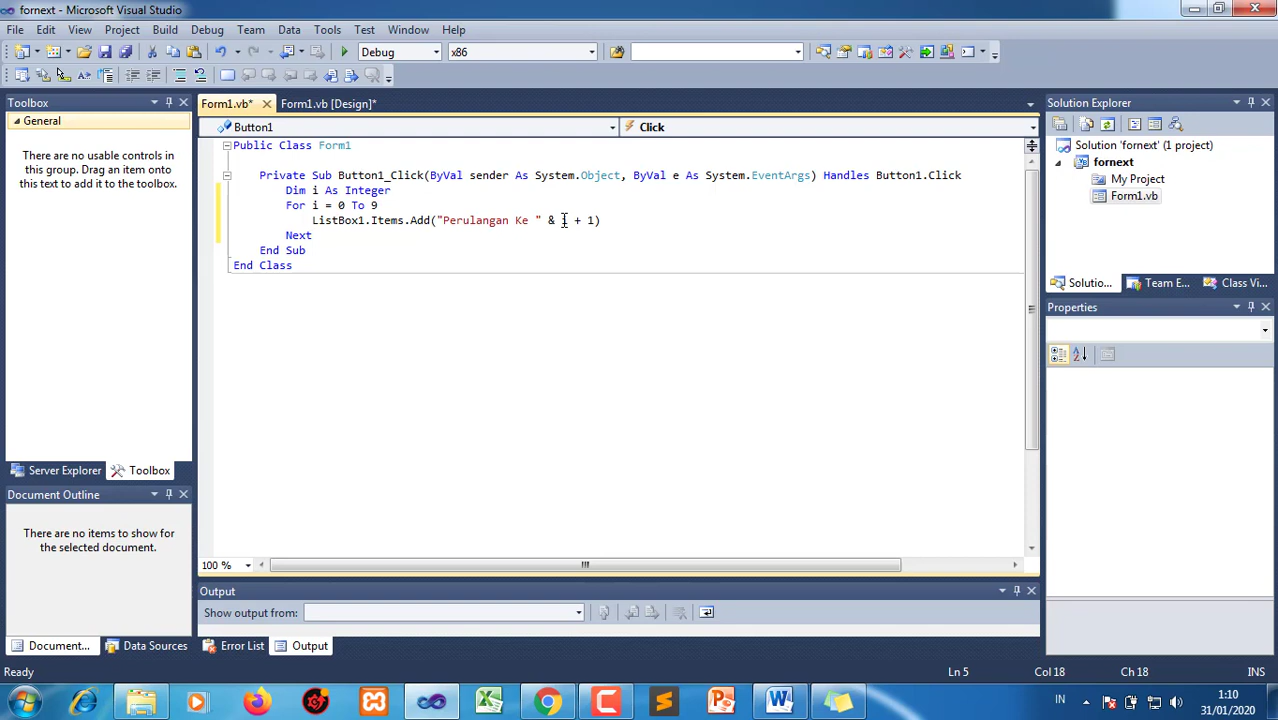 fornext - Microsoft Visual Studio
File Edit View Project Build Debug Team Data Tools Test Window Help
Debug x86
Toolbox
General
There are no usable controls in
this group. Drag an item onto
this text to add it to the toolbox.
Server Explorer Toolbox
Document Outline
There are no items to show for
the selected document.
Document... Data Sources
Form1.vb* Form1.vb [Design]*
Button1 Click
Public Class Form1
Private Sub Button1_Click(ByVal sender As System.Object, ByVal e As System.EventArgs) Handles Button1.Click
Dim i As Integer
For i = 0 To 9
ListBox1.Items.Add("Perulangan Ke " & i + 1)
Next
End Sub
End Class
100 %
Output
Show output from:
Error List Output
Solution Explorer
Solution 'fornext' (1 project)
fornext
My Project
Form1.vb
Solutio... Team E... Class Vi...
Properties
Ready Ln 5 Col 18 Ch 18 INS
IN 1:10
31/01/2020